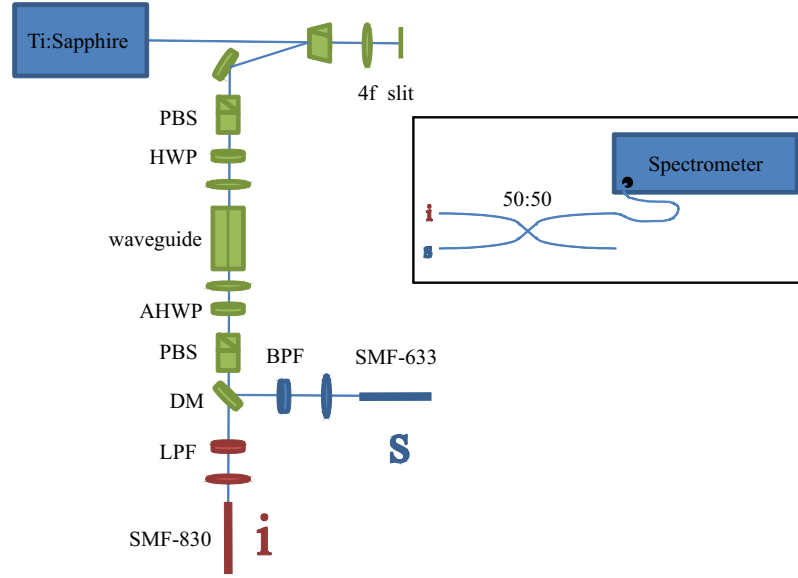 Ti:Sapphire
4f slit
PBS
HWP
waveguide
AHWP
PBS
DM
BPF
SMF-633
s
LPF
SMF-830
i
Spectrometer
50:50
i
s